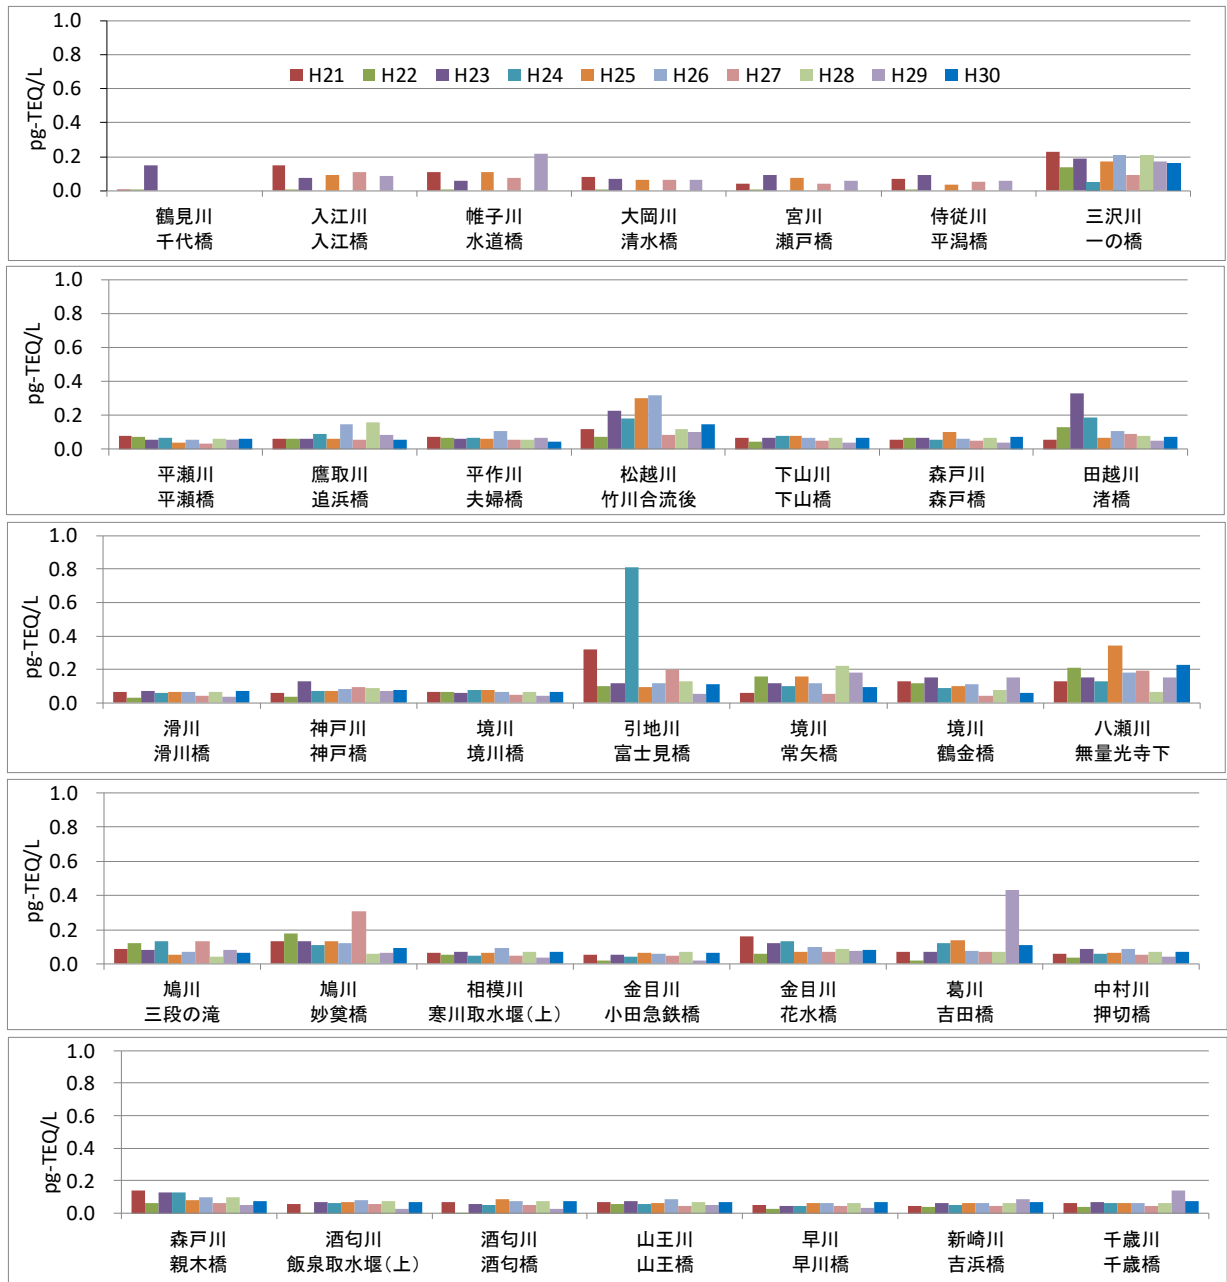 pg-TEQ/L
1.0
0.8
0.6
0.4
0.2
0.0
H21 H22 H23 H24 H25 H26 H27 H28 H29 H30
鶴見川 入江川 帷子川 大岡川 宮川 侍従川 三沢川
千代橋 入江橋 水道橋 清水橋 瀬戸橋 平潟橋 一の橋
pg-TEQ/L
1.0
0.8
0.6
0.4
0.2
0.0
平瀬川 鷹取川 平作川 松越川 下山川 森戸川 田越川
平瀬橋 追浜橋 夫婦橋 竹川合流後 下山橋 森戸橋 渚橋
pg-TEQ/L
1.0
0.8
0.6
0.4
0.2
0.0
滑川 神戸川 境川 引地川 境川 境川 八瀬川
滑川橋 神戸橋 境川橋 富士見橋 常矢橋 鶴金橋 無量光寺下
pg-TEQ/L
1.0
0.8
0.6
0.4
0.2
0.0
鳩川 鳩川 相模川 金目川 金目川 葛川 中村川
三段の滝 妙奠橋 寒川取水堰(上) 小田急鉄橋 花水橋 吉田橋 押切橋
pg-TEQ/L
1.0
0.8
0.6
0.4
0.2
0.0
森戸川 酒匂川 酒匂川 山王川 早川 新崎川 千歳川
親木橋 飯泉取水堰(上) 酒匂橋 山王橋 早川橋 吉浜橋 千歳橋